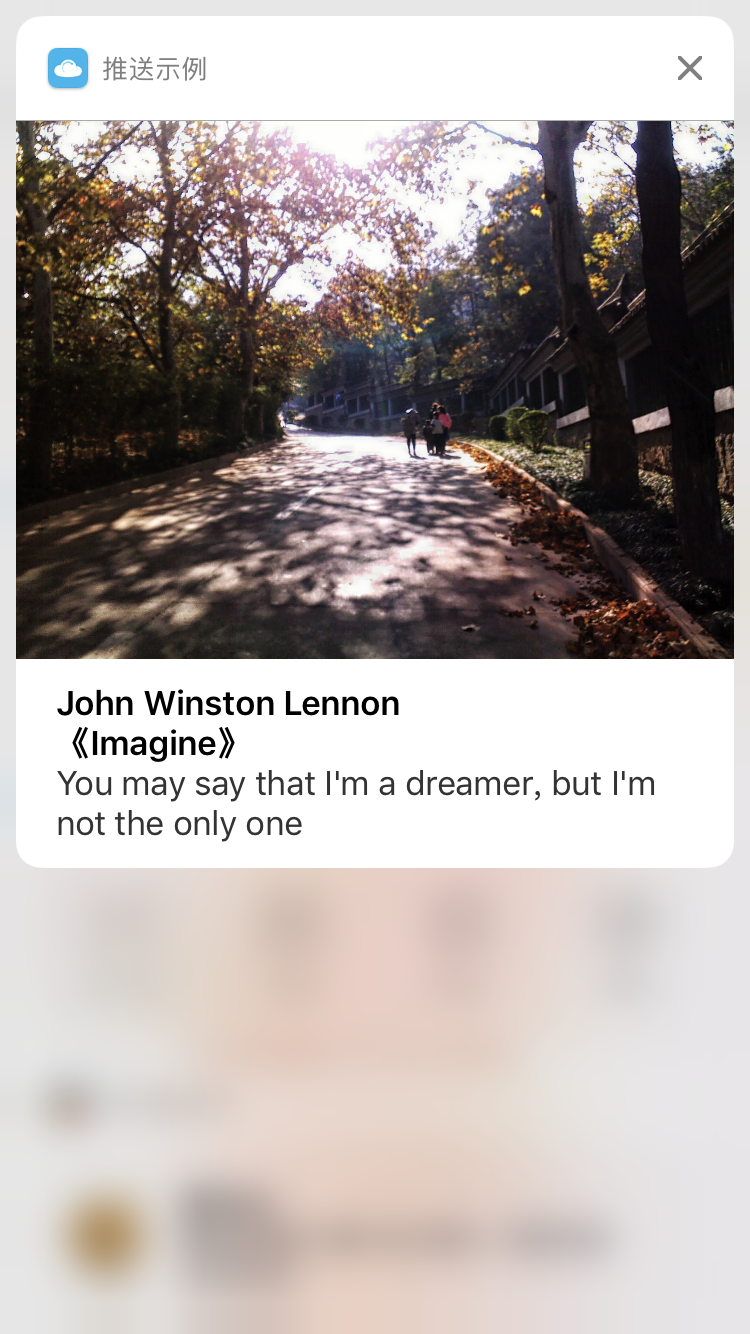 推送示例
John Winston Lennon
《Imagine》
You may say that I'm a dreamer, but I'm
not the only one